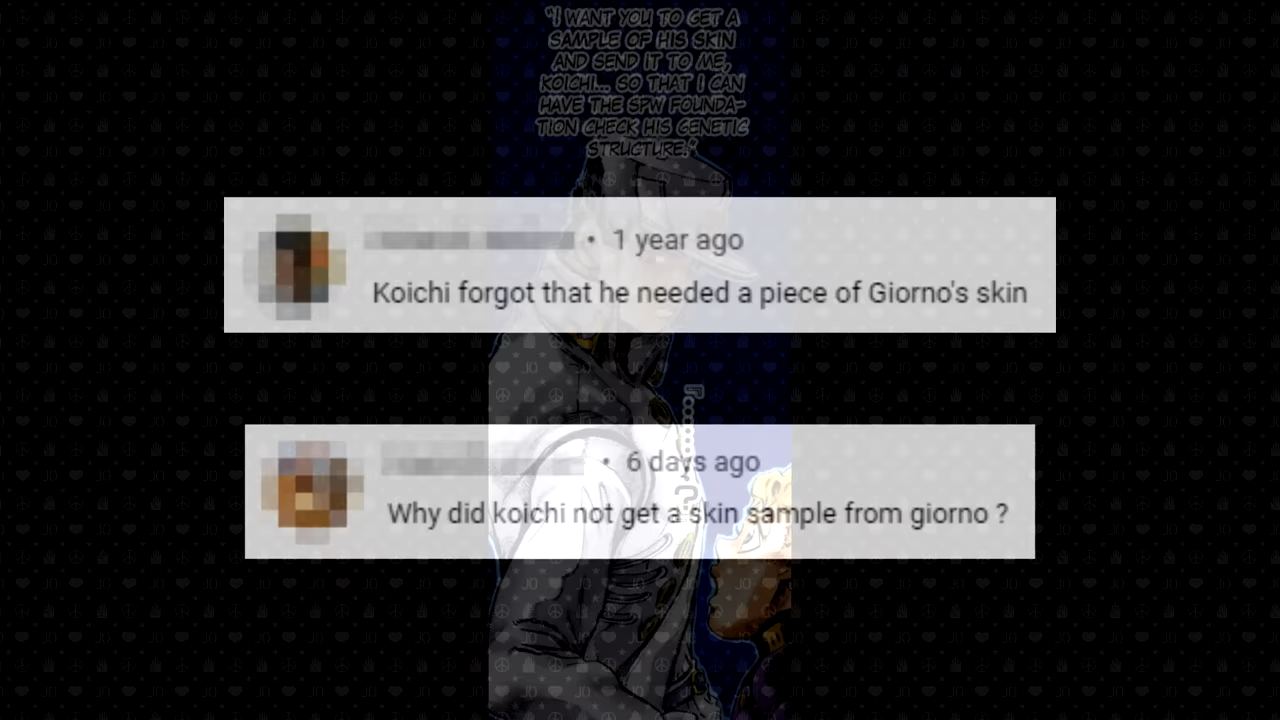 "I WANT YOU TO GET A
SAMPLE OF HIS SKIN
AND SEND IT TO ME,
KOICHI... SO THAT I CAN
HAVE THE SPW FOUNDA-
TION CHECK HIS GENETIC
STRUCTURE."
• 1 year ago
Koichi forgot that he needed a piece of Giorno's skin
• 6 days ago
Why did koichi not get a skin sample from giorno ?